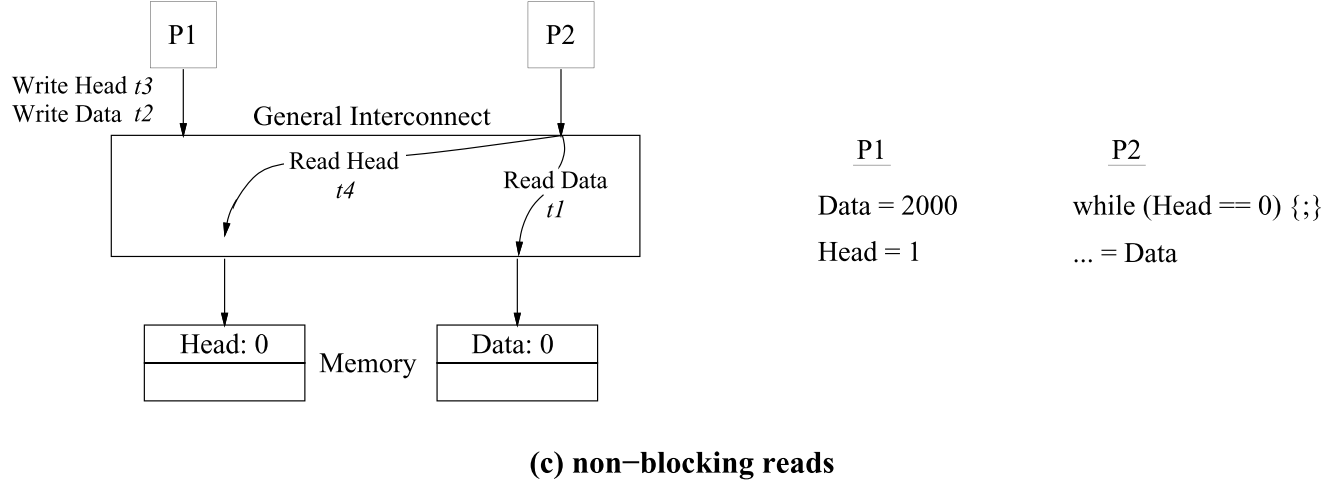 P1
P2
Write Head t3
Write Data t2
General Interconnect
Read Head
t4
Read Data
t1
Head: 0
Memory
Data: 0
P1
P2
Data = 2000
while (Head == 0) {;}
Head = 1
... = Data
(c) non−blocking reads